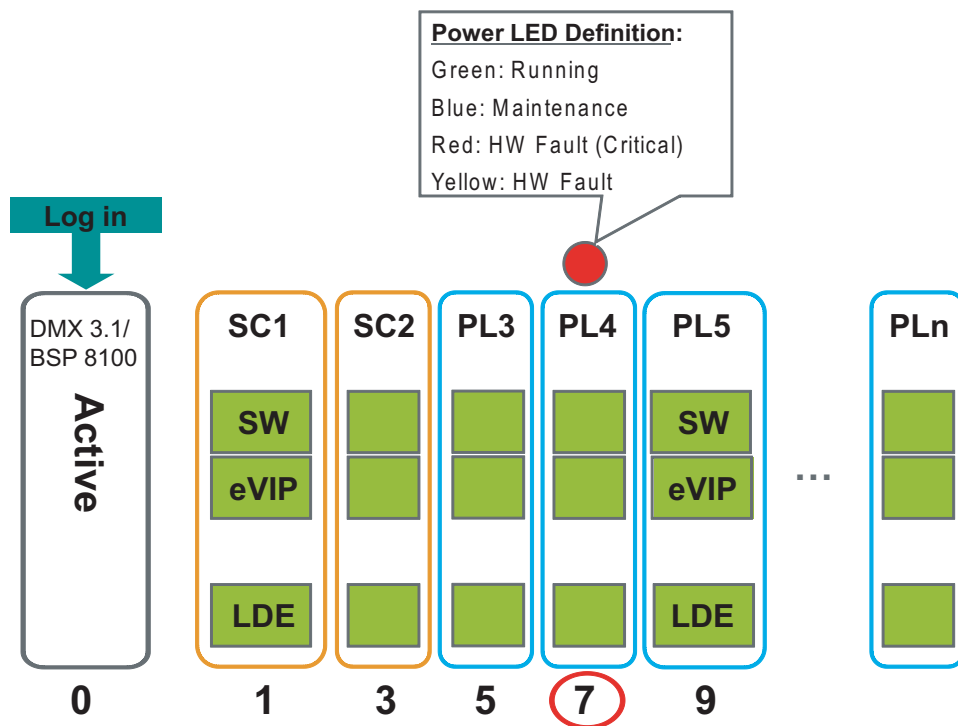 Power LED Definition:
Green: Running
Blue: Maintenance
Red: HW Fault (Critical)
Yellow: HW Fault
Log in
DMX 3.1/
BSP 8100
Active
SC1
SC2
PL3
PL4
PL5
PLn
SW
SW
eVIP
eVIP
...
LDE
LDE
0
1
3
5
7
9